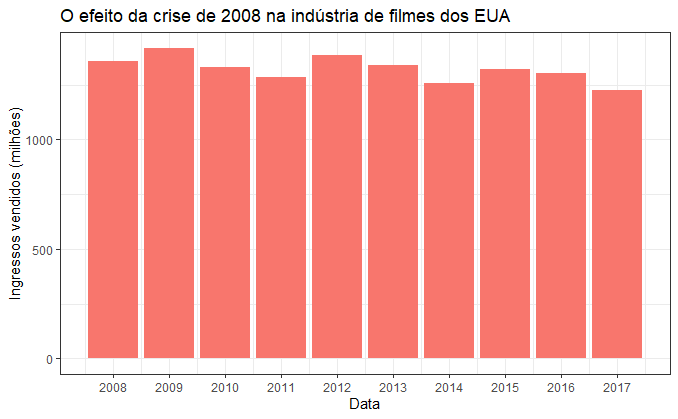 O efeito da crise de 2008 na indústria de filmes dos EUA
Ingressos vendidos (milhões)
1000
500
0
2008 2009 2010 2011 2012 2013 2014 2015 2016 2017
Data